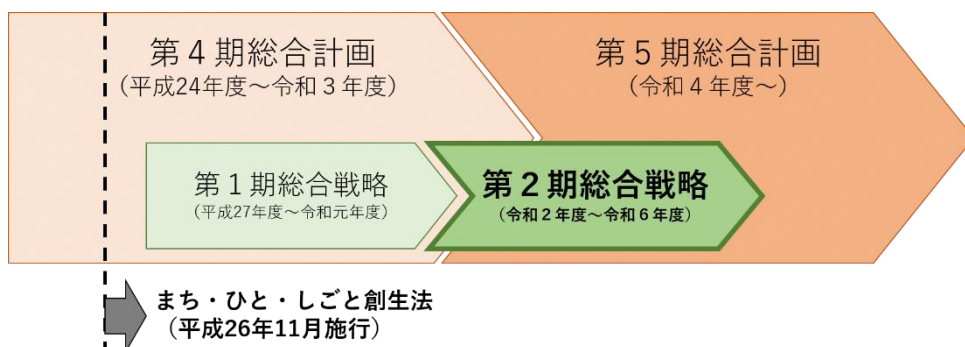 第４期総合計画
（平成24年度～令和３年度）
第５期総合計画
（令和４年度～）
第１期総合戦略
（平成27年度～令和元年度）
第２期総合戦略
（令和２年度～令和６年度）
まち・ひと・しごと創生法
（平成26年11月施行）